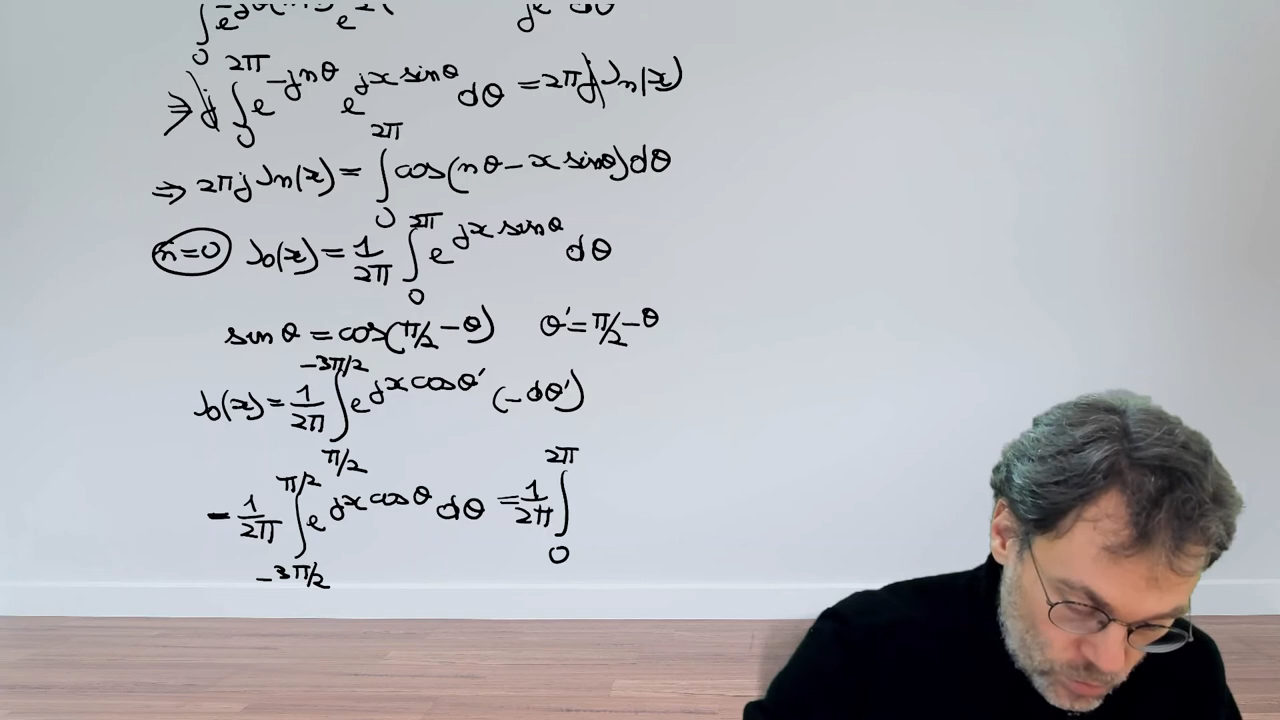 ⇒ j ∫₀^{2π} e^{-jnθ} e^{jx sinθ} dθ = 2πj Jn(x)
⇒ 2πj Jn(x) = ∫₀^{2π} cos(nθ - x sinθ) dθ
n=0 J₀(x) = 1/2π ∫₀^{2π} e^{jx sinθ} dθ
sin θ = cos(π/2 - θ) θ' = π/2 - θ
J₀(x) = 1/2π ∫_{π/2}^{-3π/2} e^{jx cosθ'} (-dθ')
- 1/2π ∫_{-3π/2}^{π/2} e^{jx cosθ} dθ = 1/2π ∫₀^{2π}